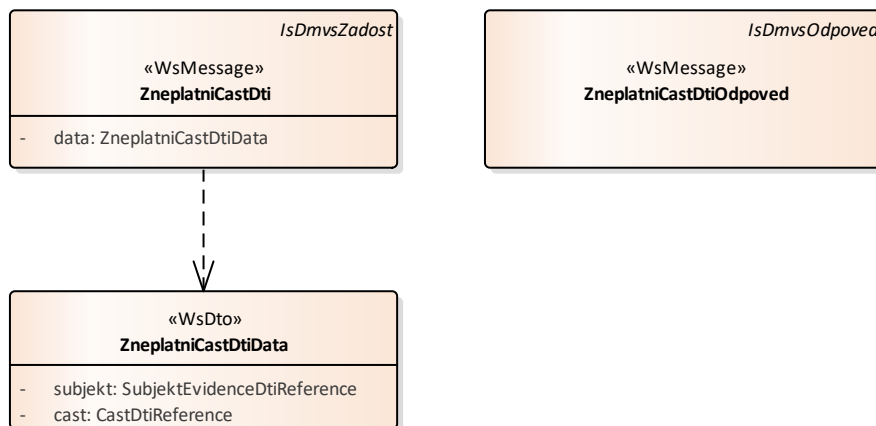 IsDmvsZadost
«WsMessage»
ZneplatniCastDti
- data: ZneplatniCastDtiData
IsDmvsOdpoved
«WsMessage»
ZneplatniCastDtiOdpoved
«WsDto»
ZneplatniCastDtiData
- subjekt: SubjektEvidenceDtiReference
- cast: CastDtiReference